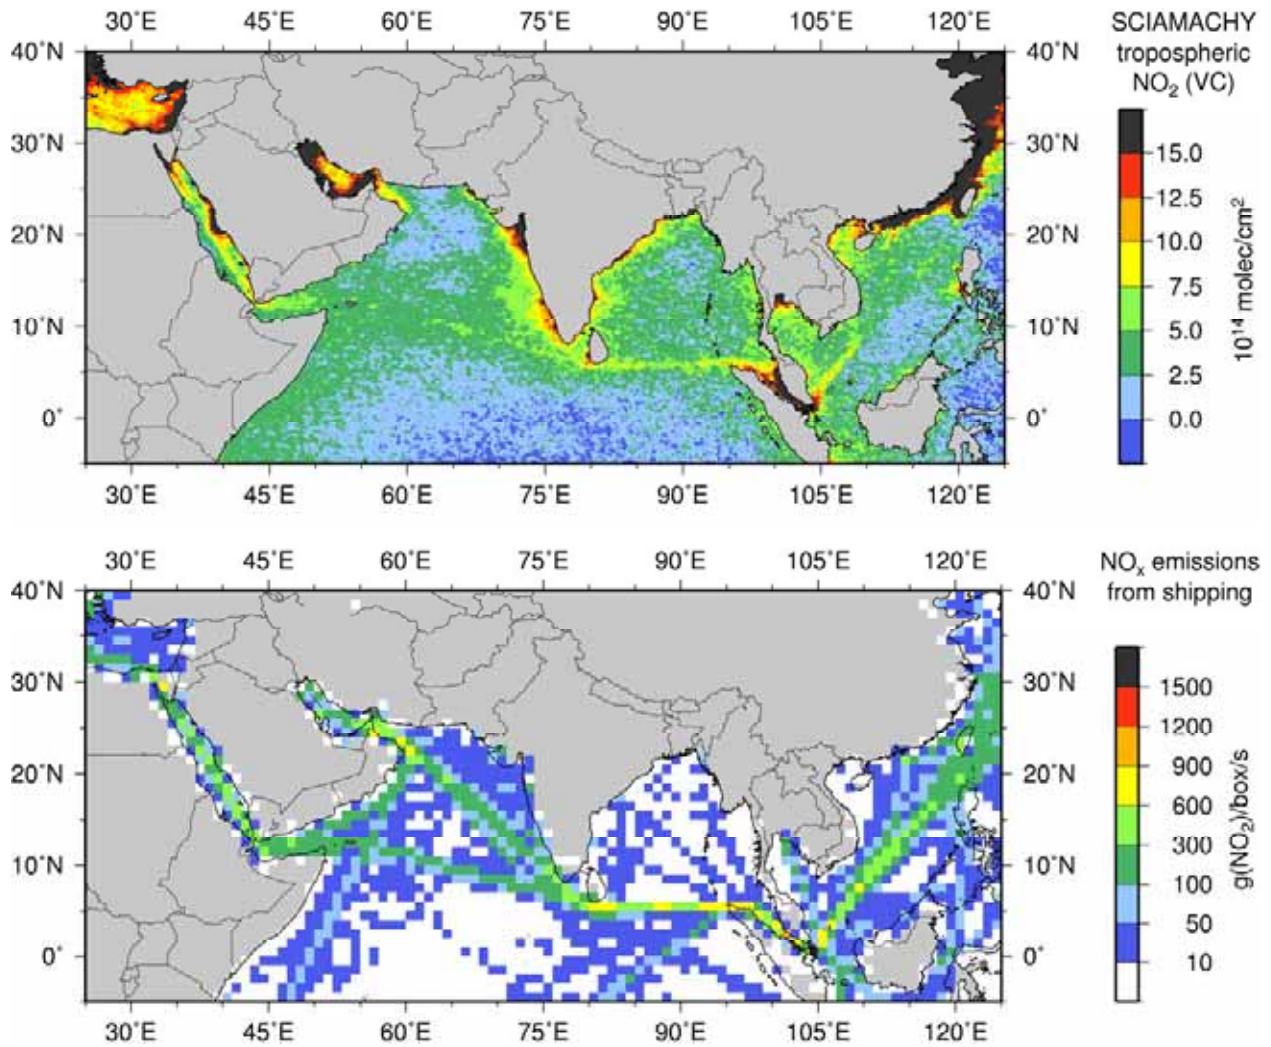 30°E 45°E 60°E 75°E 90°E 105°E 120°E
SCIAMACHY
tropospheric
NO₂ (VC)
40°N 40°N
30°N 30°N
20°N 20°N
10°N 10°N
0° 0°
15.0
12.5
10.0
7.5
5.0
2.5
0.0
10¹⁴ molec/cm²
30°E 45°E 60°E 75°E 90°E 105°E 120°E
30°E 45°E 60°E 75°E 90°E 105°E 120°E
NOₓ emissions
from shipping
40°N 40°N
30°N 30°N
20°N 20°N
10°N 10°N
0° 0°
1500
1200
900
600
300
100
50
10
g(NO₂)/box/s
30°E 45°E 60°E 75°E 90°E 105°E 120°E